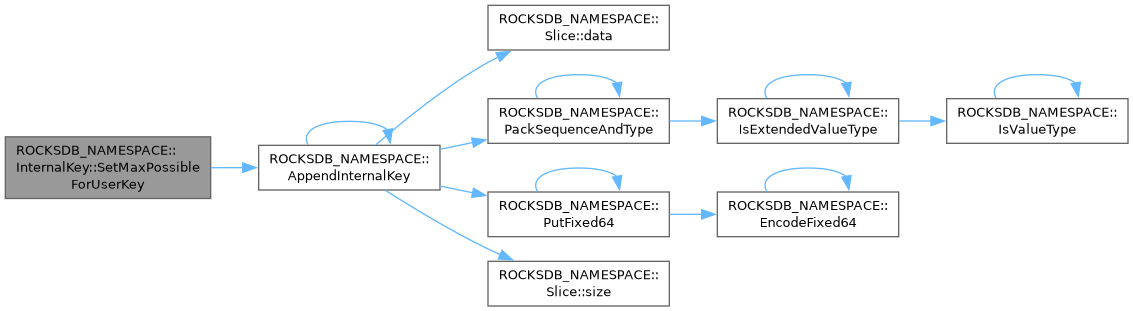 ROCKSDB_NAMESPACE::
InternalKey::SetMaxPossible
ForUserKey
ROCKSDB_NAMESPACE::
AppendInternalKey
ROCKSDB_NAMESPACE::
Slice::data
ROCKSDB_NAMESPACE::
PackSequenceAndType
ROCKSDB_NAMESPACE::
IsExtendedValueType
ROCKSDB_NAMESPACE::
IsValueType
ROCKSDB_NAMESPACE::
PutFixed64
ROCKSDB_NAMESPACE::
EncodeFixed64
ROCKSDB_NAMESPACE::
Slice::size